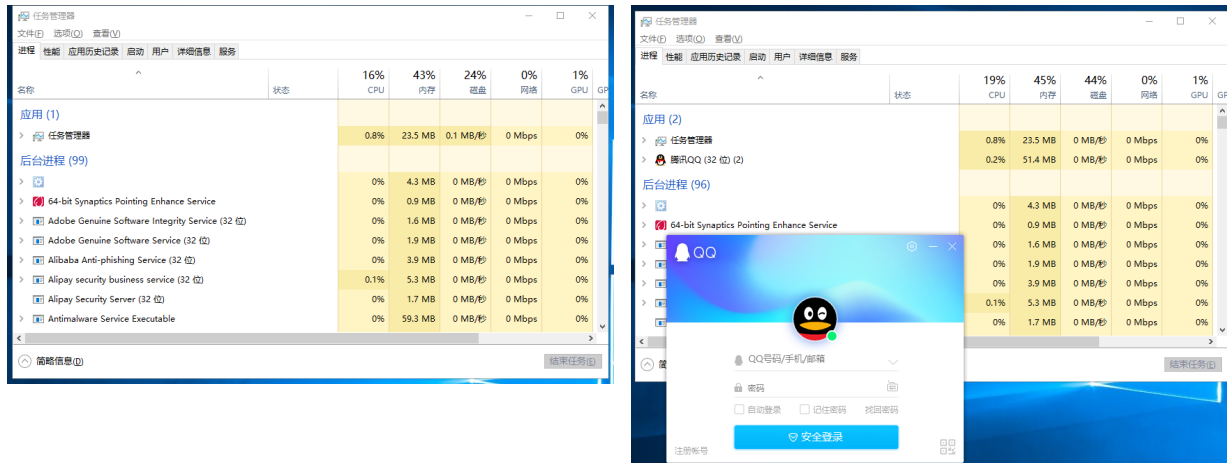 任务管理器
文件(F) 选项(O) 查看(V)
进程 性能 应用历史记录 启动 用户 详细信息 服务
16% 43% 24% 0% 1%
名称 状态 CPU 内存 磁盘 网络 GPU GP
应用 (1)
任务管理器 0.8% 23.5 MB 0.1 MB/秒 0 Mbps 0%
后台进程 (99)
0% 4.3 MB 0 MB/秒 0 Mbps 0%
64-bit Synaptics Pointing Enhance Service 0% 0.9 MB 0 MB/秒 0 Mbps 0%
Adobe Genuine Software Integrity Service (32 位) 0% 1.6 MB 0 MB/秒 0 Mbps 0%
Adobe Genuine Software Service (32 位) 0% 1.9 MB 0 MB/秒 0 Mbps 0%
Alibaba Anti-phishing Service (32 位) 0% 3.9 MB 0 MB/秒 0 Mbps 0%
Alipay security business service (32 位) 0.1% 5.3 MB 0 MB/秒 0 Mbps 0%
Alipay Security Server (32 位) 0% 1.7 MB 0 MB/秒 0 Mbps 0%
Antimalware Service Executable 0% 59.3 MB 0 MB/秒 0 Mbps 0%
简略信息(D) 结束任务(E)
任务管理器
文件(F) 选项(O) 查看(V)
进程 性能 应用历史记录 启动 用户 详细信息 服务
19% 45% 44% 0% 1%
名称 状态 CPU 内存 磁盘 网络 GPU GF
应用 (2)
任务管理器 0.8% 23.5 MB 0 MB/秒 0 Mbps 0%
腾讯QQ (32 位) (2) 0.2% 51.4 MB 0 MB/秒 0 Mbps 0%
后台进程 (96)
0% 4.3 MB 0 MB/秒 0 Mbps 0%
64-bit Synaptics Pointing Enhance Service 0% 0.9 MB 0 MB/秒 0 Mbps 0%
0% 1.6 MB 0 MB/秒 0 Mbps 0%
0% 1.9 MB 0 MB/秒 0 Mbps 0%
0% 3.9 MB 0 MB/秒 0 Mbps 0%
0.1% 5.3 MB 0 MB/秒 0 Mbps 0%
0% 1.7 MB 0 MB/秒 0 Mbps 0%
结束任务(E)
QQ
QQ号码/手机/邮箱
密码
自动登录 记住密码 找回密码
安全登录
注册帐号